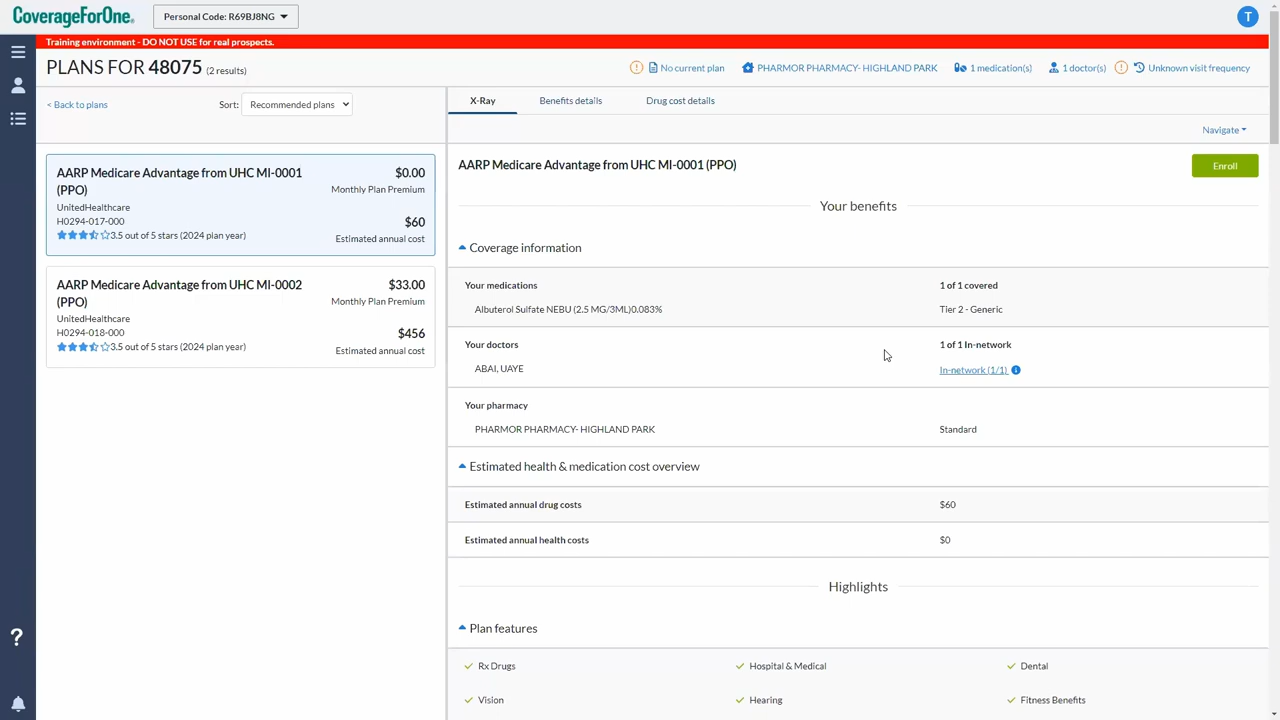 CoverageForOne.
Personal Code: R69BJ8NG
T
Training environment - DO NOT USE for real prospects.
PLANS FOR 48075 (2 results)
No current plan
PHARMOR PHARMACY- HIGHLAND PARK
1 medication(s)
1 doctor(s)
Unknown visit frequency
< Back to plans
Sort: Recommended plans
X-Ray
Benefits details
Drug cost details
Navigate
AARP Medicare Advantage from UHC MI-0001
(PPO)
UnitedHealthcare
H0294-017-000
3.5 out of 5 stars (2024 plan year)
$0.00
Monthly Plan Premium
$60
Estimated annual cost
AARP Medicare Advantage from UHC MI-0002
(PPO)
UnitedHealthcare
H0294-018-000
3.5 out of 5 stars (2024 plan year)
$33.00
Monthly Plan Premium
$456
Estimated annual cost
AARP Medicare Advantage from UHC MI-0001 (PPO)
Enroll
Your benefits
Coverage information
Your medications
1 of 1 covered
Albuterol Sulfate NEBU (2.5 MG/3ML)0.083%
Tier 2 - Generic
Your doctors
1 of 1 In-network
ABAI, UAYE
In-network (1/1)
Your pharmacy
PHARMOR PHARMACY- HIGHLAND PARK
Standard
Estimated health & medication cost overview
Estimated annual drug costs
$60
Estimated annual health costs
$0
Highlights
Plan features
Rx Drugs
Hospital & Medical
Dental
Vision
Hearing
Fitness Benefits
?